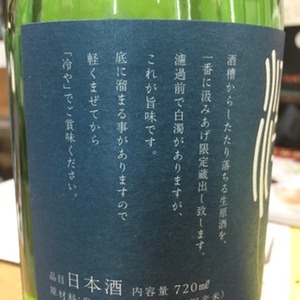 酒槽からしたたり落ちる生原酒を、
一番に汲みあげ限定蔵出し致します。
濾過前で白濁がありますが、
これが旨味です。
底に溜まる事がありますので
軽くまぜてから
「冷や」でご賞味ください。
品目 日本酒 内容量 720ml
原材料